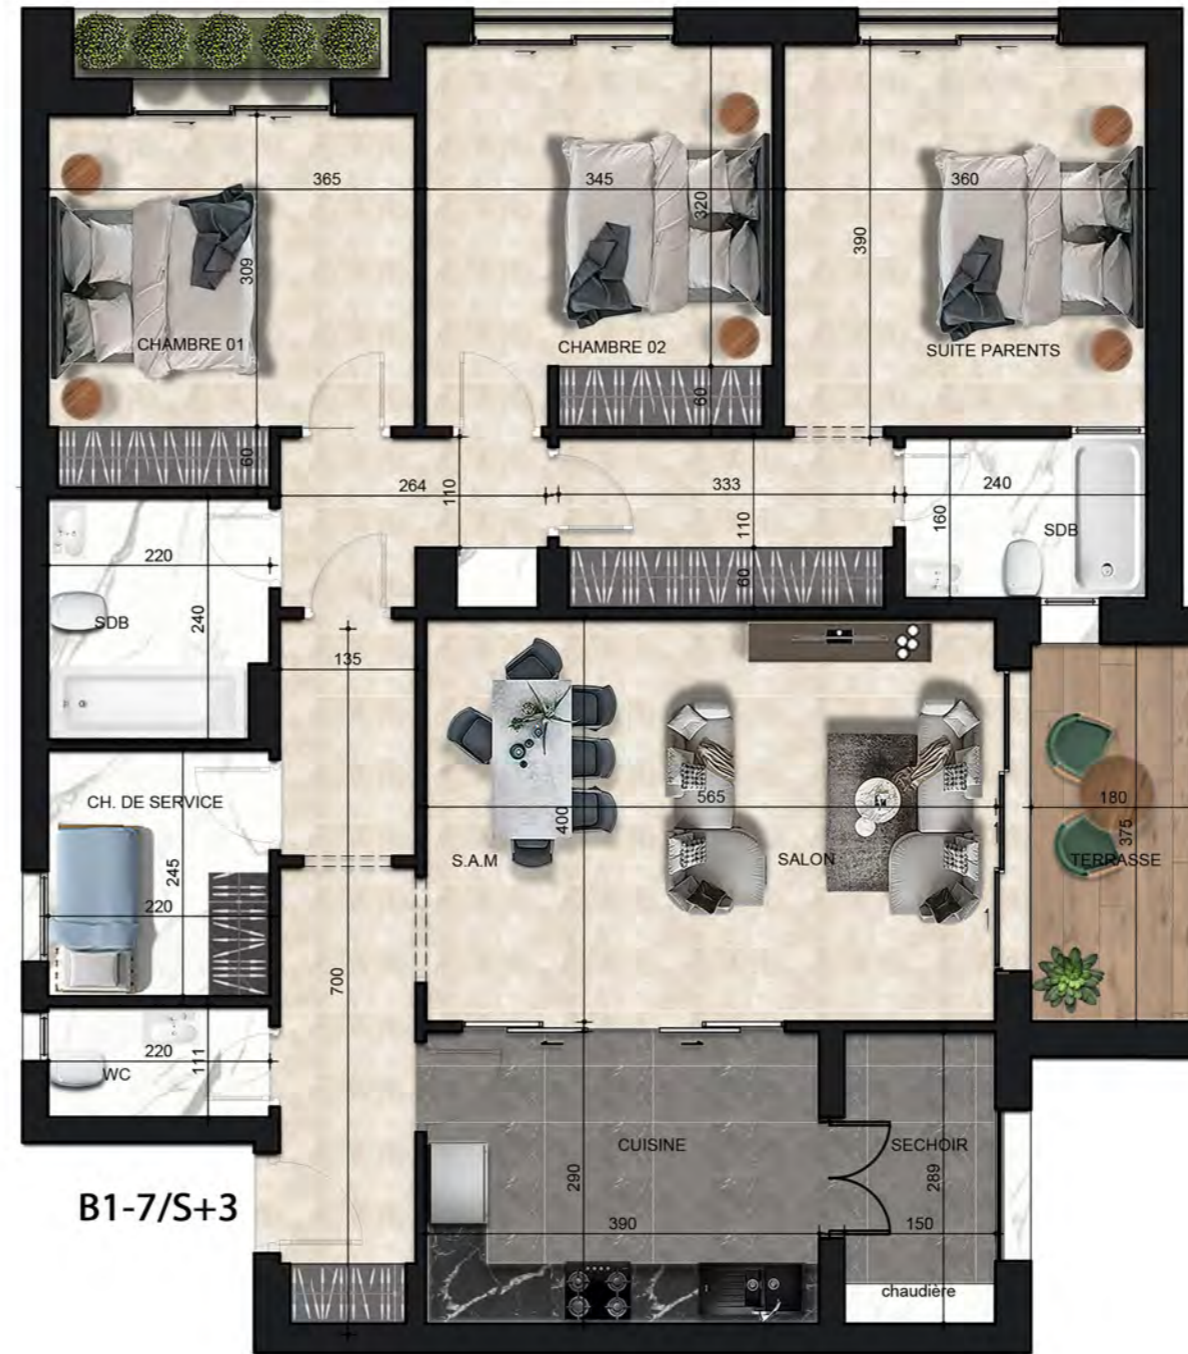 365
345
360
320
390
309
CHAMBRE 01
CHAMBRE 02
SUITE PARENTS
60
60
264
110
333
110
240
160
SDB
60
220
240
SDB
135
CH. DE SERVICE
245
220
S.A.M
400
565
SALON
180
375
TERRASSE
700
220
111
WC
CUISINE
290
390
SECHOIR
289
150
chaudière
B1-7/S+3